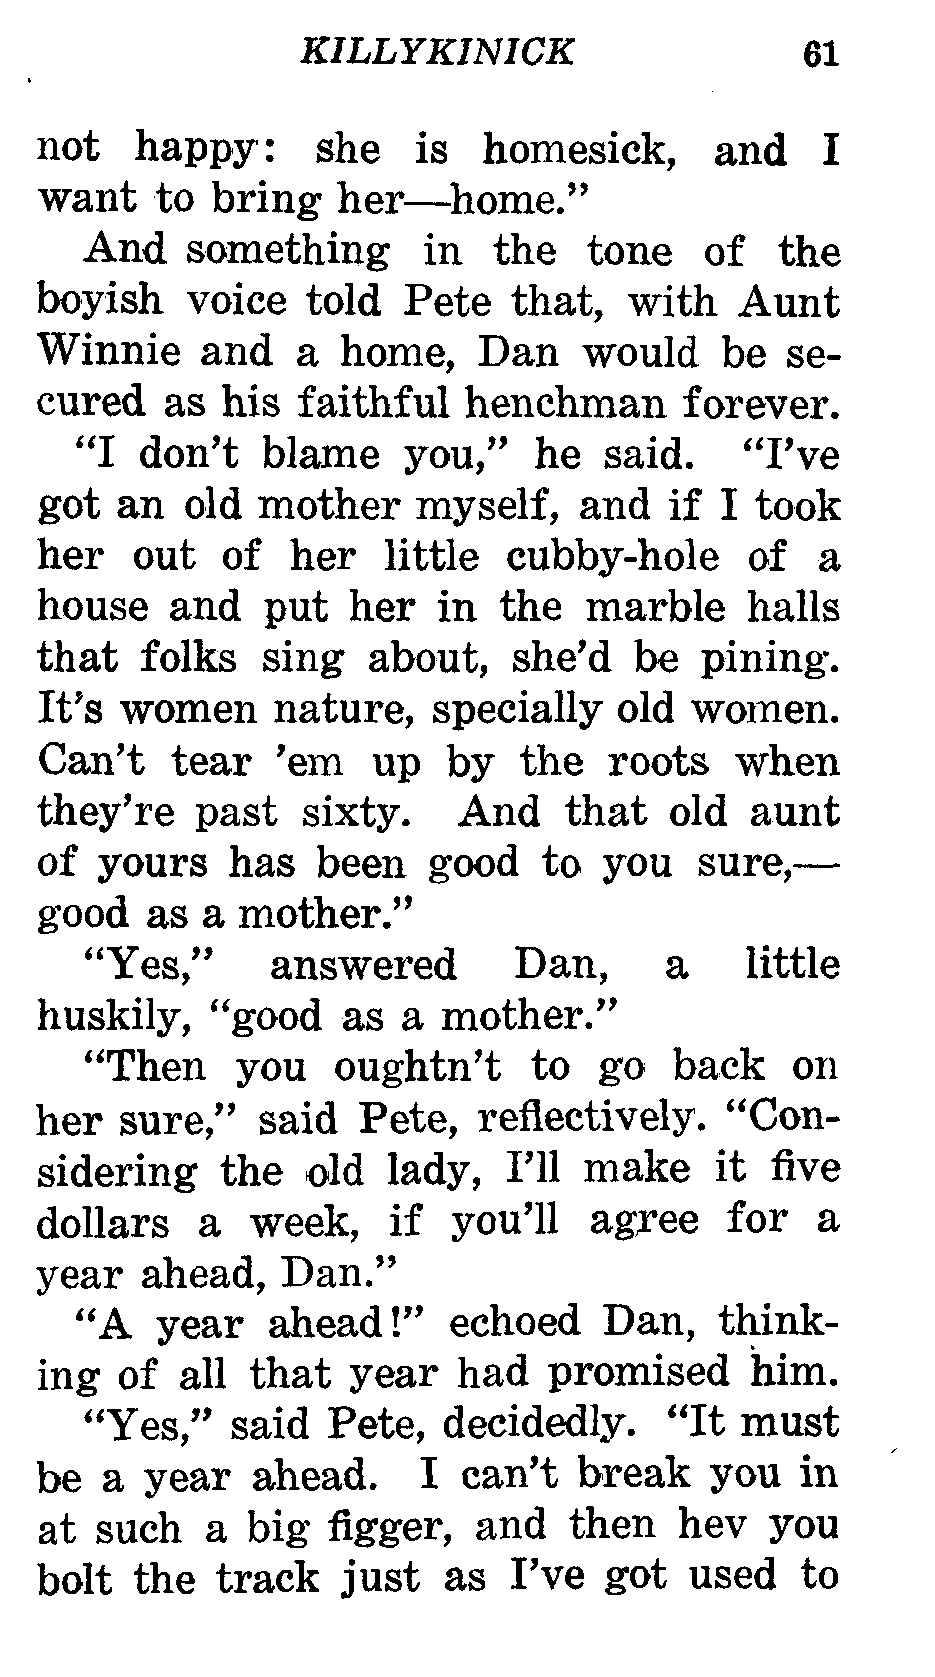 KILLYKINICK 61
not happy: she is homesick, and I
want to bring her—home."
And something in the tone of the
boyish voice told Pete that, with Aunt
Winnie and a home, Dan would be se-
cured as his faithful henchman forever.
"I don't blame you," he said. "I've
got an old mother myself, and if I took
her out of her little cubby-hole of a
house and put her in the marble halls
that folks sing about, she'd be pining.
It's women nature, specially old women.
Can't tear 'em up by the roots when
they're past sixty. And that old aunt
of yours has been good to you sure,—
good as a mother."
"Yes," answered Dan, a little
huskily, "good as a mother."
"Then you oughtn't to go back on
her sure," said Pete, reflectively. "Con-
sidering the old lady, I'll make it five
dollars a week, if you'll agree for a
year ahead, Dan."
"A year ahead!" echoed Dan, think-
ing of all that year had promised him.
"Yes," said Pete, decidedly. "It must
be a year ahead. I can't break you in
at such a big figger, and then hev you
bolt the track just as I've got used to